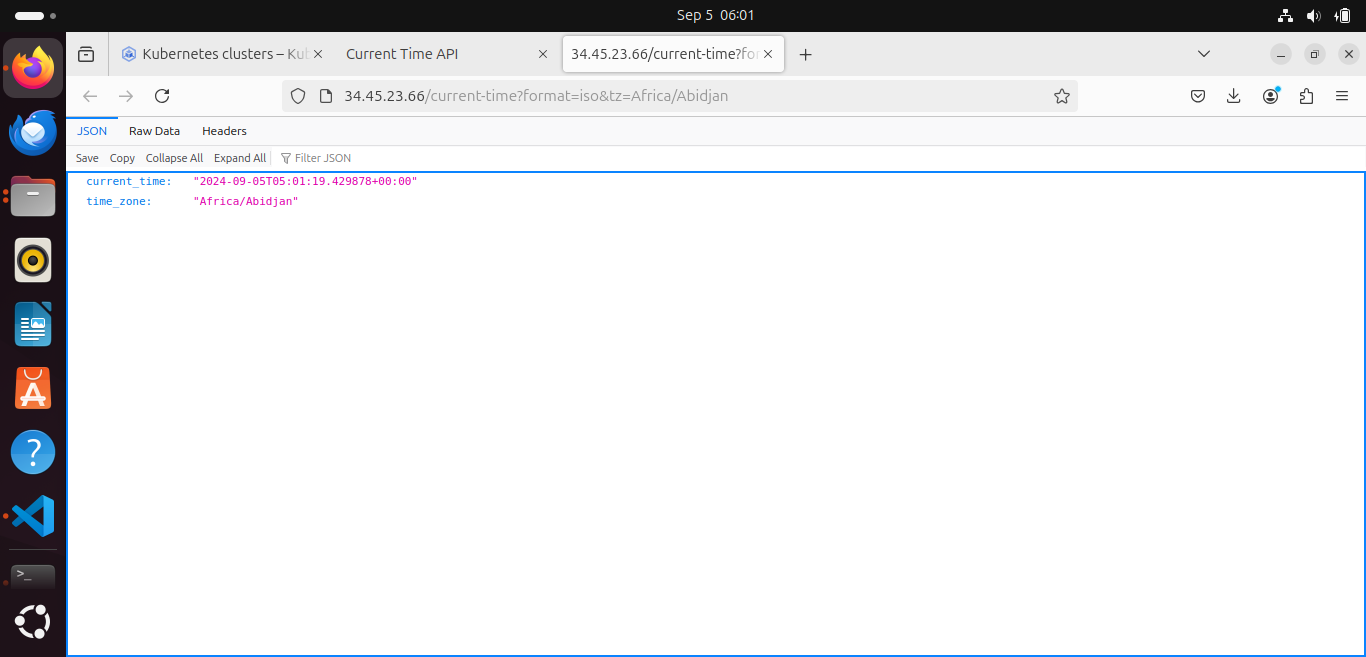 Sep 5 06:01
Kubernetes clusters – Kub
Current Time API
34.45.23.66/current-time?fo
34.45.23.66/current-time?format=iso&tz=Africa/Abidjan
JSON Raw Data Headers
Save Copy Collapse All Expand All Filter JSON
current_time: "2024-09-05T05:01:19.429878+00:00"
time_zone: "Africa/Abidjan"